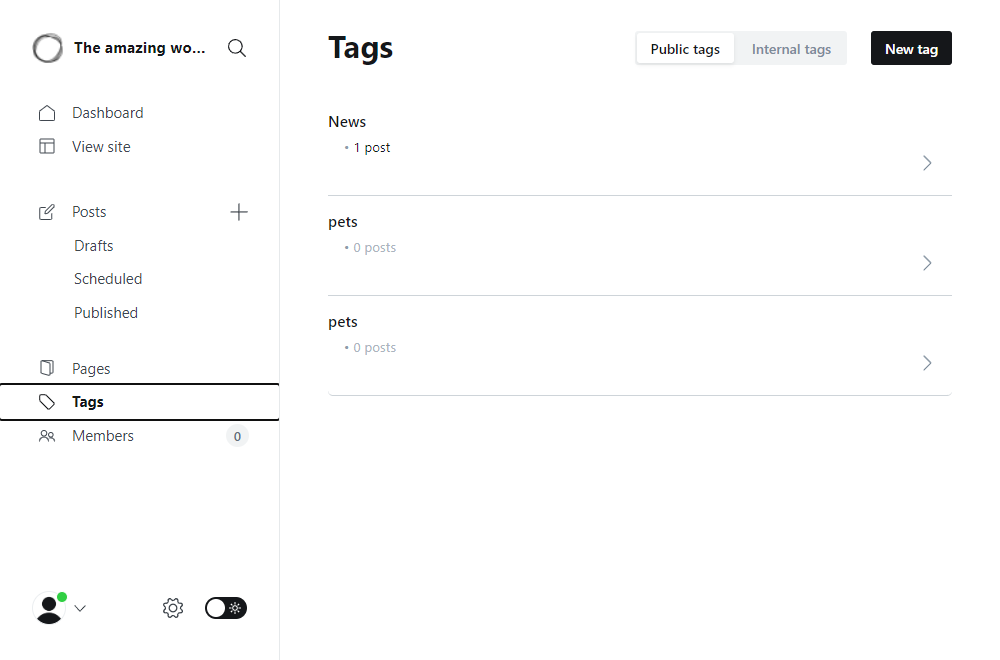 The amazing wo...
Dashboard
View site
Posts
Drafts
Scheduled
Published
Pages
Tags
Members
0
Tags
Public tags
Internal tags
New tag
News
• 1 post
pets
• 0 posts
pets
• 0 posts